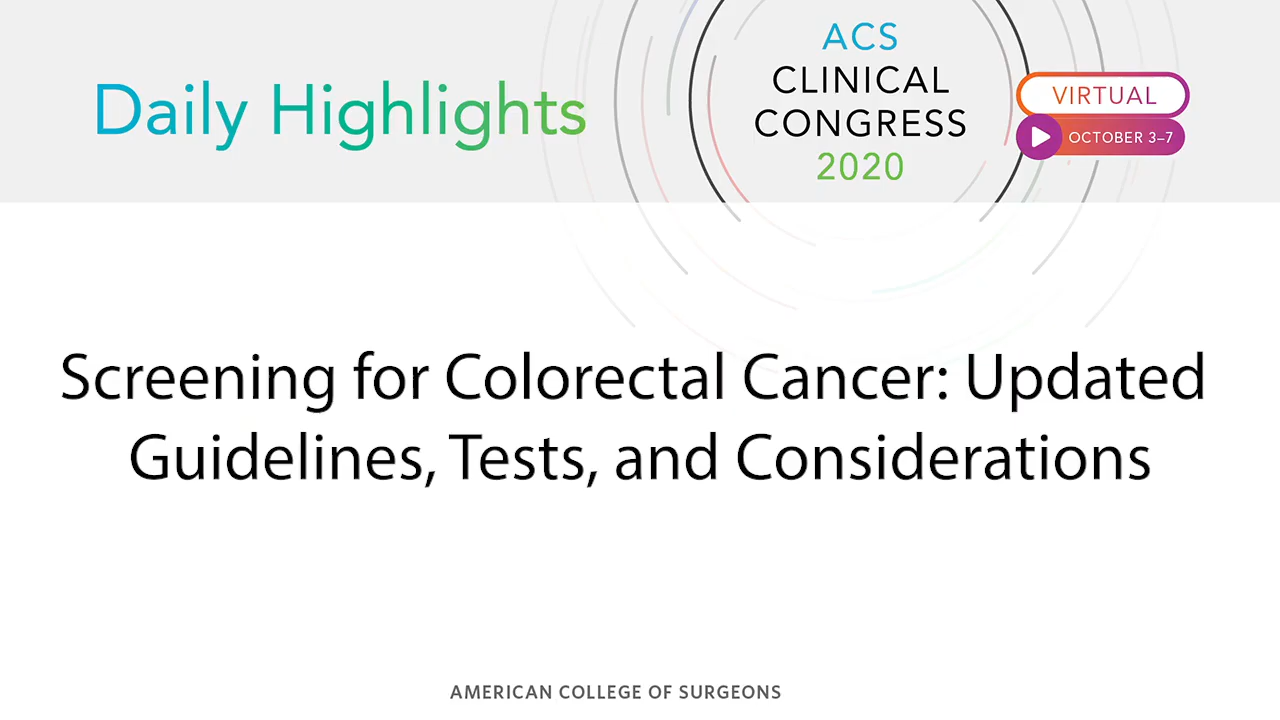 Daily Highlights
ACS
CLINICAL
CONGRESS
2020
VIRTUAL
OCTOBER 3–7
Screening for Colorectal Cancer: Updated
Guidelines, Tests, and Considerations
AMERICAN COLLEGE OF SURGEONS